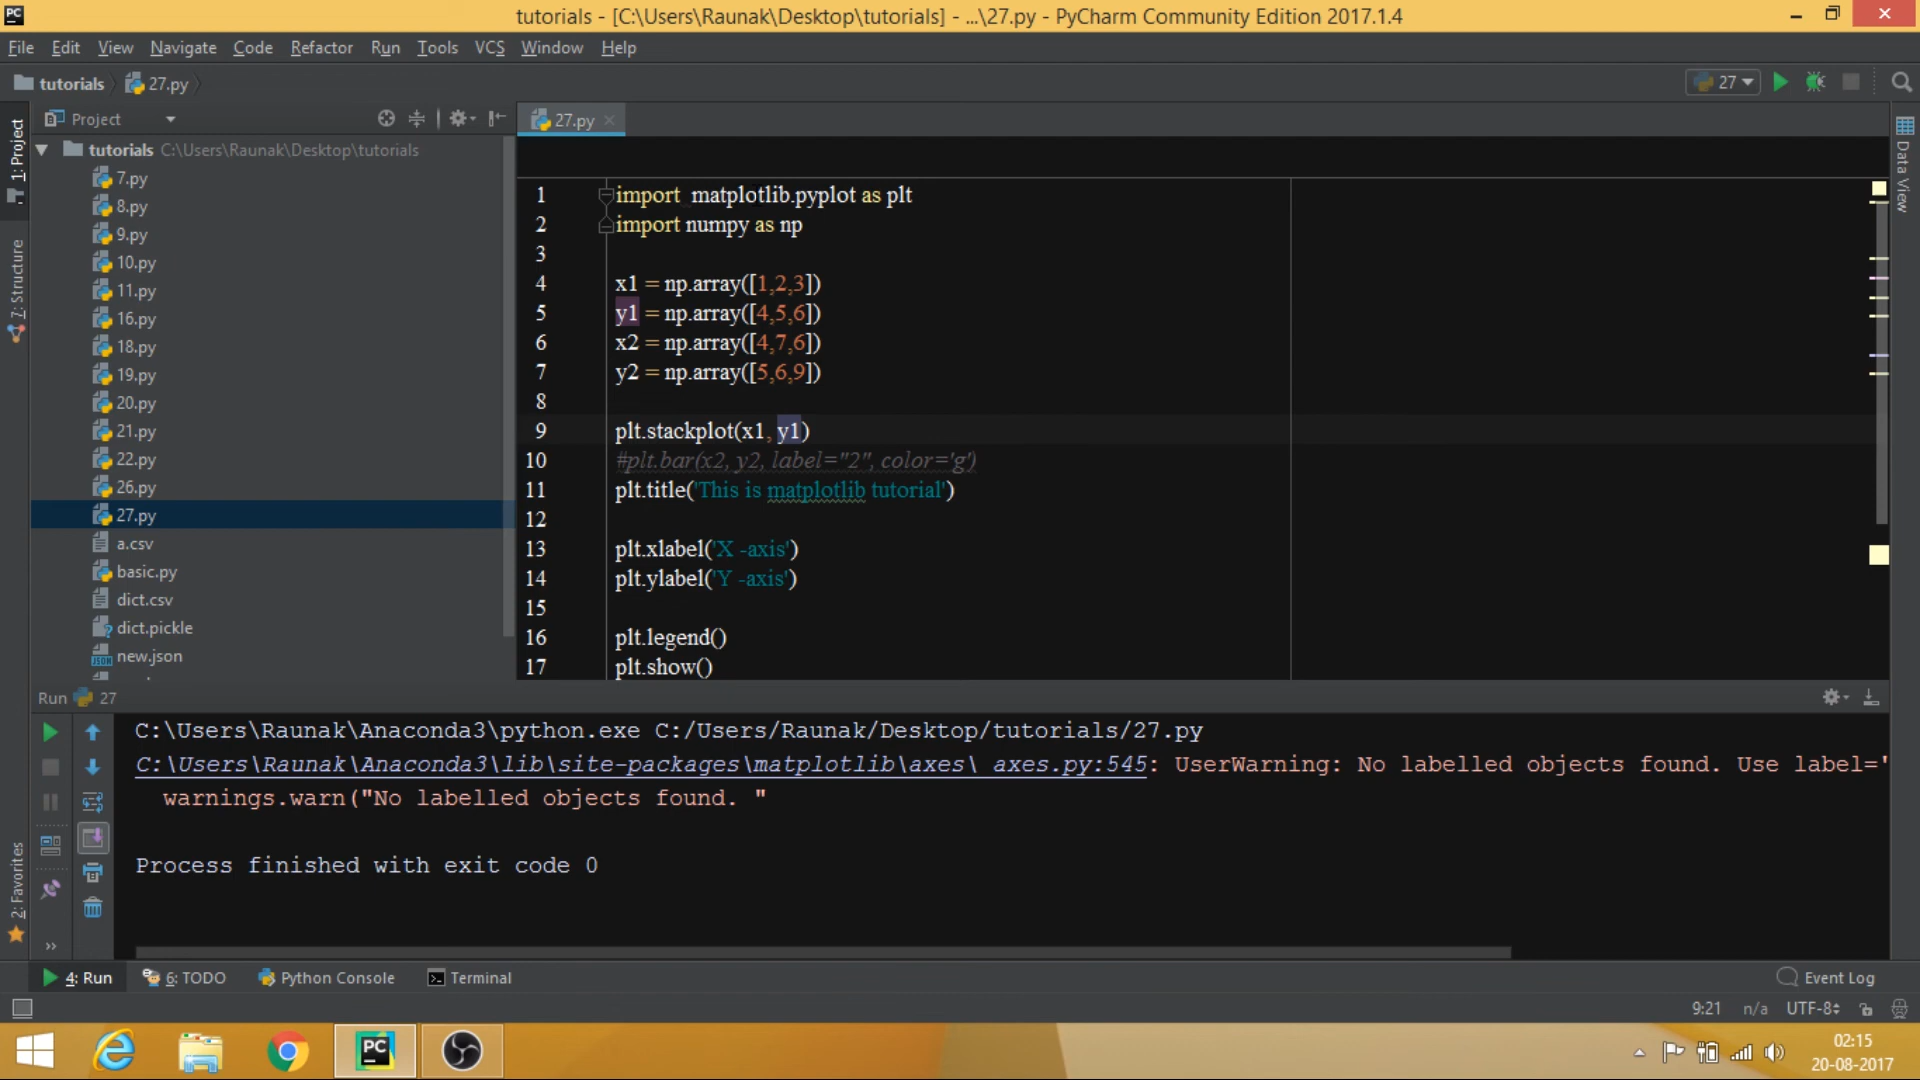 PC tutorials - [C:\Users\Raunak\Desktop\tutorials] - ...\27.py - PyCharm Community Edition 2017.1.4
File Edit View Navigate Code Refactor Run Tools VCS Window Help
tutorials 27.py 27
1: Project
7: Structure
2: Favorites
Project
tutorials C:\Users\Raunak\Desktop\tutorials
7.py
8.py
9.py
10.py
11.py
16.py
18.py
19.py
20.py
21.py
22.py
26.py
27.py
a.csv
basic.py
dict.csv
dict.pickle
JSON new.json
27.py
1 import matplotlib.pyplot as plt
2 import numpy as np
3
4 x1 = np.array([1,2,3])
5 y1 = np.array([4,5,6])
6 x2 = np.array([4,7,6])
7 y2 = np.array([5,6,9])
8
9 plt.stackplot(x1, y1)
10 #plt.bar(x2, y2, label="2", color='g')
11 plt.title('This is matplotlib tutorial')
12
13 plt.xlabel('X -axis')
14 plt.ylabel('Y -axis')
15
16 plt.legend()
17 plt.show()
Data View
Run 27
C:\Users\Raunak\Anaconda3\python.exe C:/Users/Raunak/Desktop/tutorials/27.py
C:\Users\Raunak\Anaconda3\lib\site-packages\matplotlib\axes\_axes.py:545: UserWarning: No labelled objects found. Use label='
warnings.warn("No labelled objects found. "
Process finished with exit code 0
4: Run 6: TODO Python Console Terminal Event Log
9:21 n/a UTF-8
PC
02:15
20-08-2017